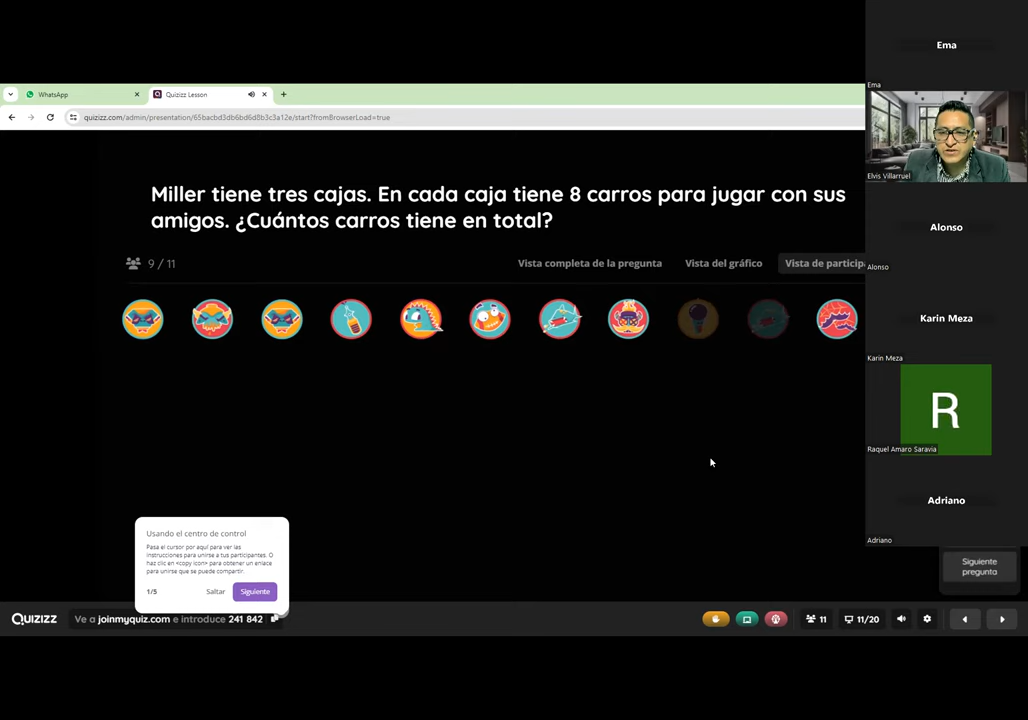 Ema
Ema
WhatsApp
Quizizz Lesson
quizizz.com/admin/presentation/65bacbd3db6bd6d8b3c3a12e/start?fromBrowserLoad=true
Elvis Villarruel
Miller tiene tres cajas. En cada caja tiene 8 carros para jugar con sus
amigos. ¿Cuántos carros tiene en total?
Alonso
Alonso
9 / 11
Vista completa de la pregunta
Vista del gráfico
Vista de participa
Karin Meza
Karin Meza
R
Raquel Amaro Saravia
Adriano
Adriano
Usando el centro de control
Pasa el cursor por aquí para ver las
instrucciones para unirse a tus participantes. O
haz clic en <copy icon> para obtener un enlace
para unirse que se puede compartir.
1/5
Saltar
Siguiente
Siguiente
pregunta
QUIZIZZ
Ve a joinmyquiz.com e introduce 241 842
11
11/20